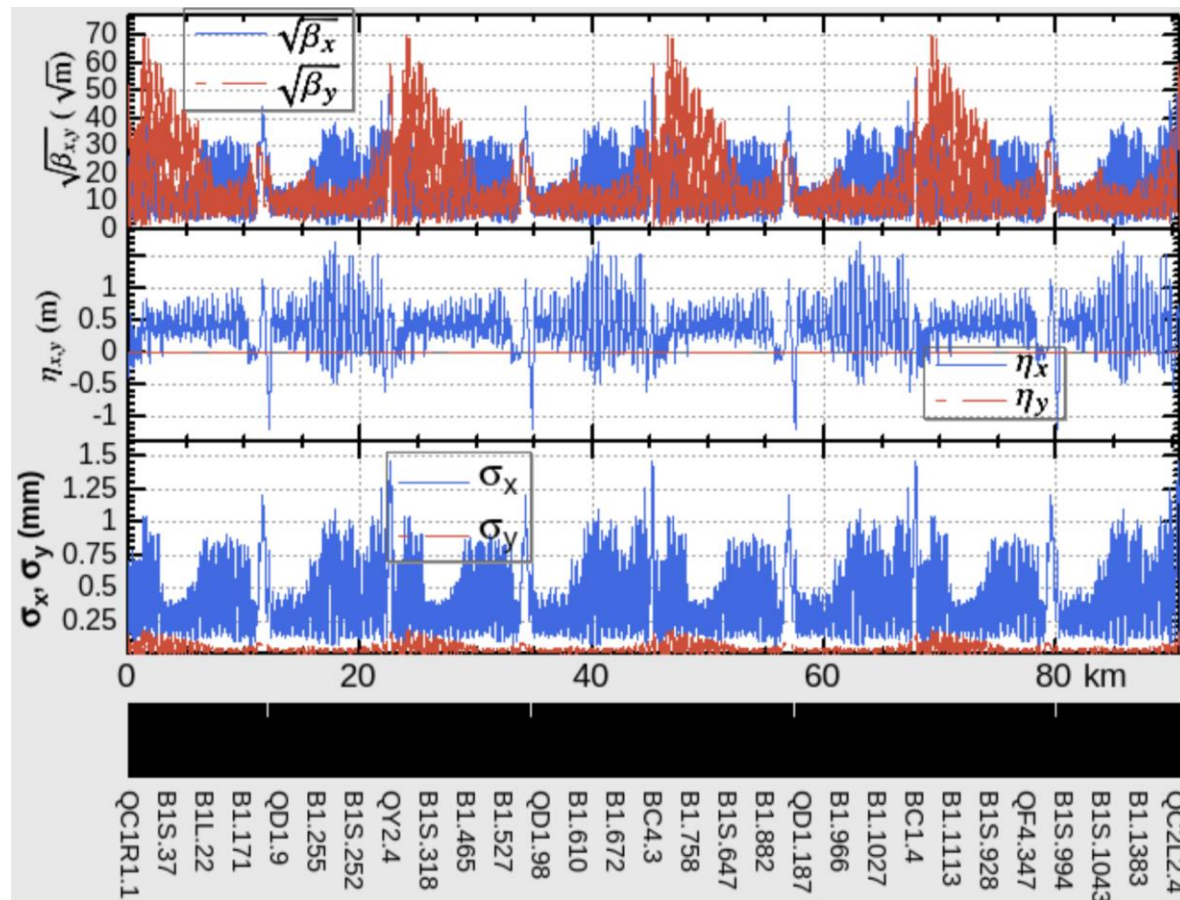 √βx
√βy
√βx,y ( √m)
70
60
50
40
30
20
10
0
ηx,y (m)
1
0.5
0
-0.5
-1
ηx
ηy
σx, σy (mm)
1.5
1.25
1
0.75
0.5
0.25
σx
σy
0 20 40 60 80 km
QC1R1.1
B1S.37
B1L.22
B1.171
QD1.9
B1.255
B1S.252
QY2.4
B1S.318
B1.465
B1.527
QD1.98
B1.610
B1.672
BC4.3
B1.758
B1S.647
B1.882
QD1.187
B1.966
B1.027
BC1.4
B1.1113
B1S.928
QF4.347
B1S.994
B1S.1043
B1.383
QC2L2.4